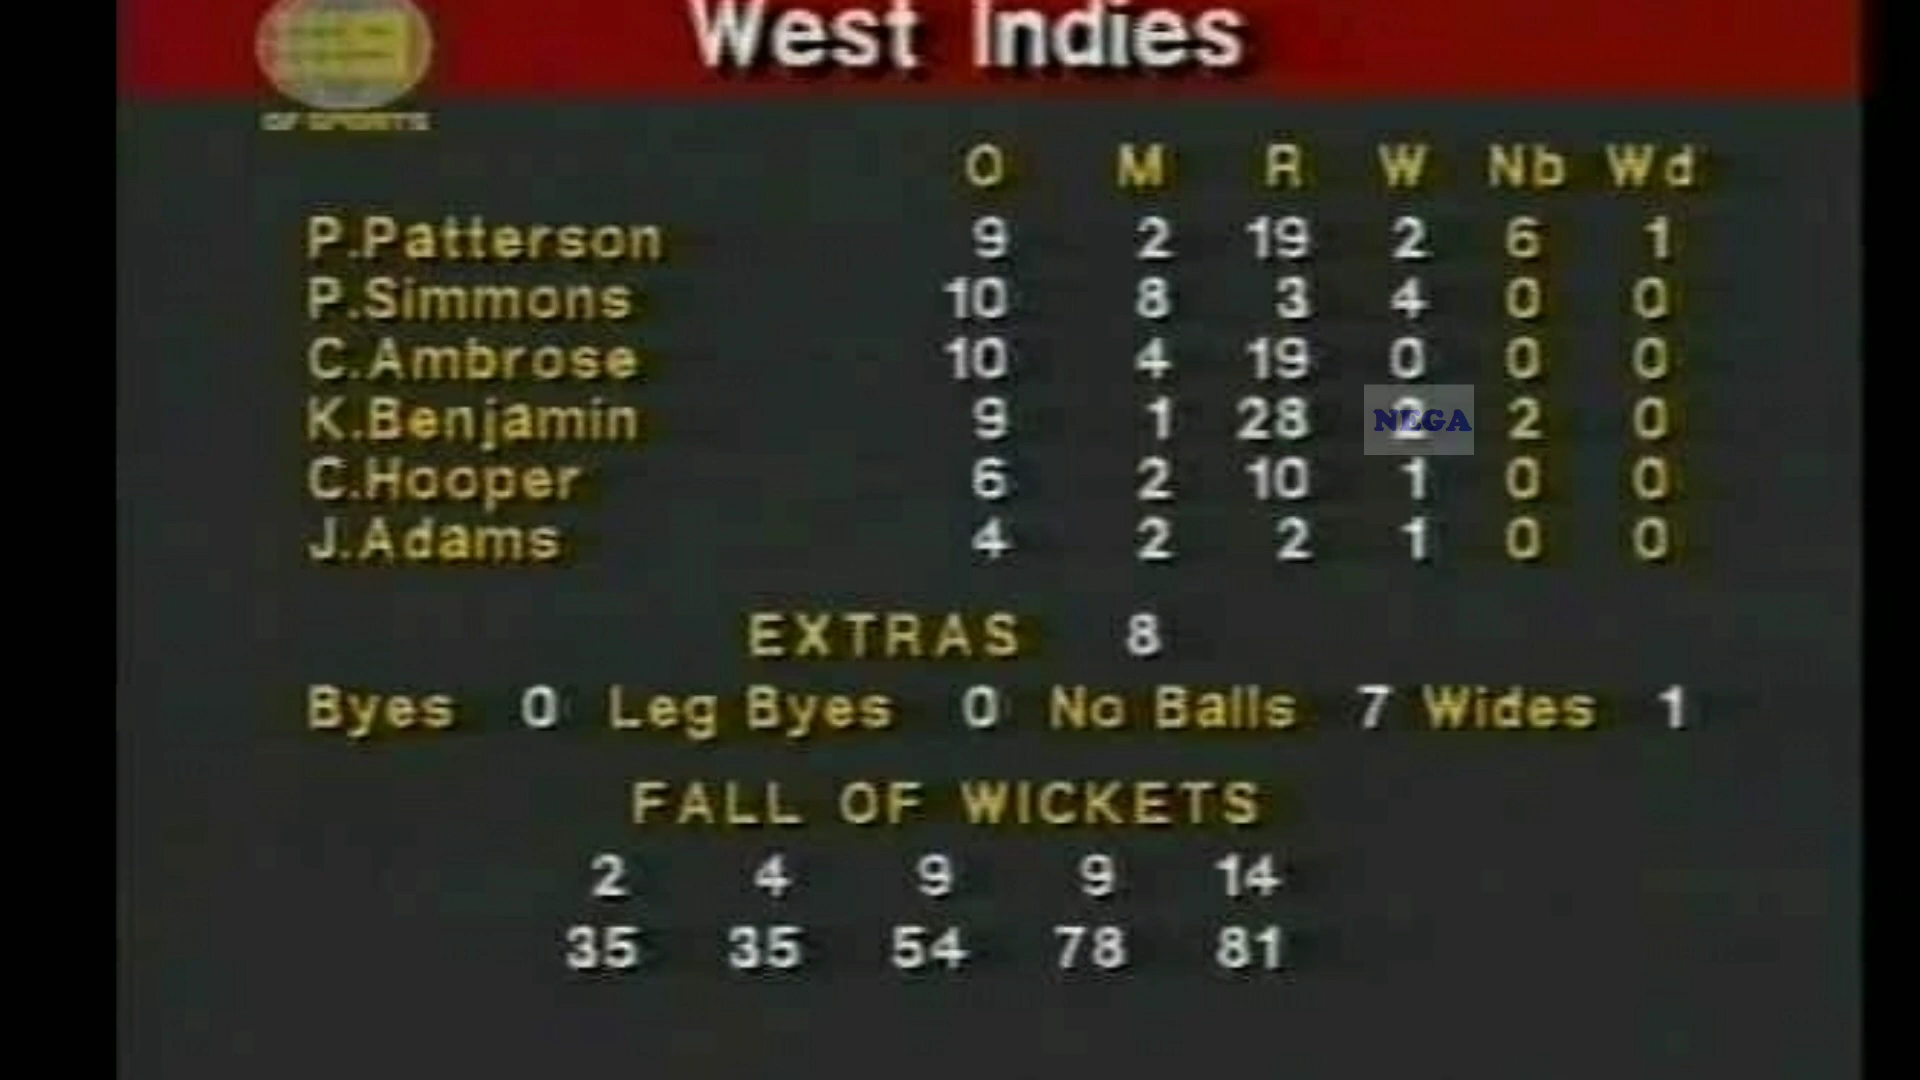 West Indies
OF SPORTS
O M R W Nb Wd
P.Patterson 9 2 19 2 6 1
P.Simmons 10 8 3 4 0 0
C.Ambrose 10 4 19 0 0 0
K.Benjamin 9 1 28 2 2 0
NEGA
C.Hooper 6 2 10 1 0 0
J.Adams 4 2 2 1 0 0
EXTRAS 8
Byes 0 Leg Byes 0 No Balls 7 Wides 1
FALL OF WICKETS
2 4 9 9 14
35 35 54 78 81